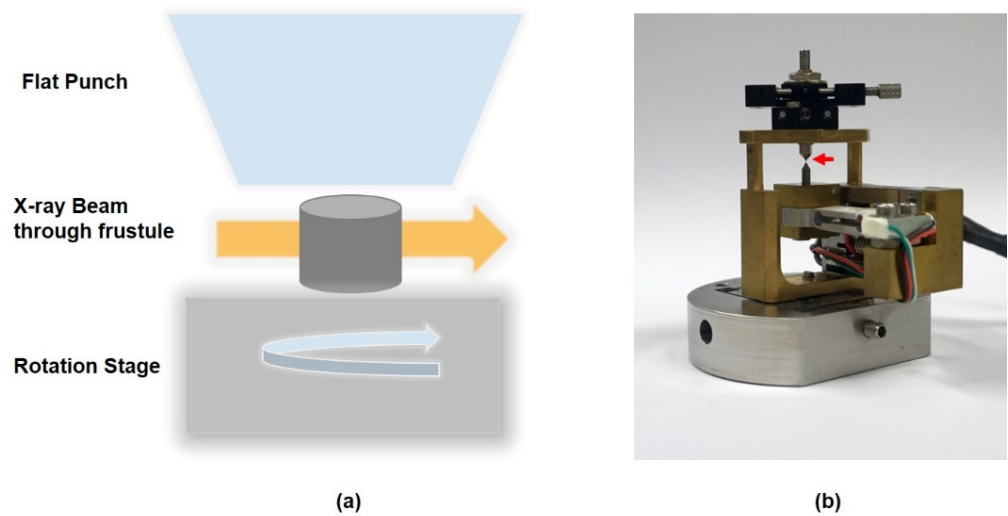 Flat Punch
X-ray Beam
through frustule
Rotation Stage
(a)
(b)